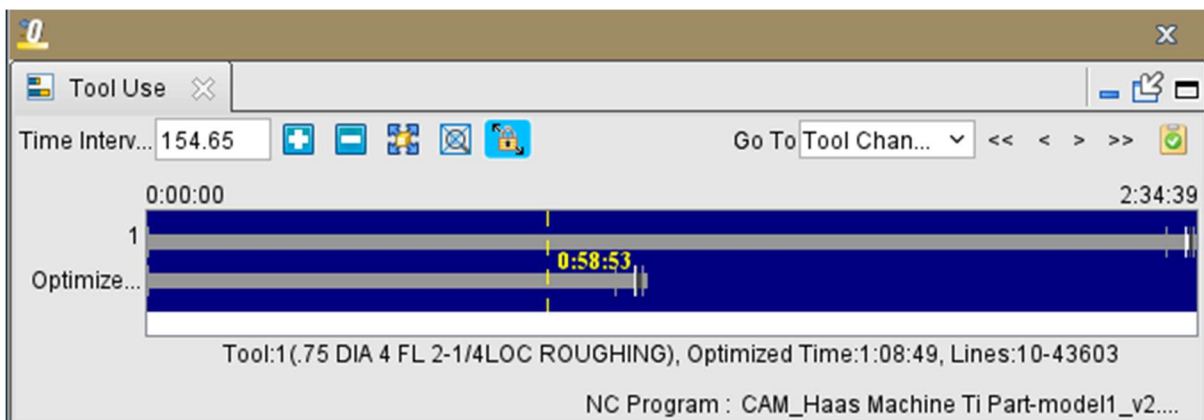 Tool Use
Time Interv... 154.65 Go To Tool Chan... << < > >>
0:00:00 2:34:39
1
0:58:53
Optimize...
Tool:1(.75 DIA 4 FL 2-1/4LOC ROUGHING), Optimized Time:1:08:49, Lines:10-43603
NC Program : CAM_Haas Machine Ti Part-model1_v2....